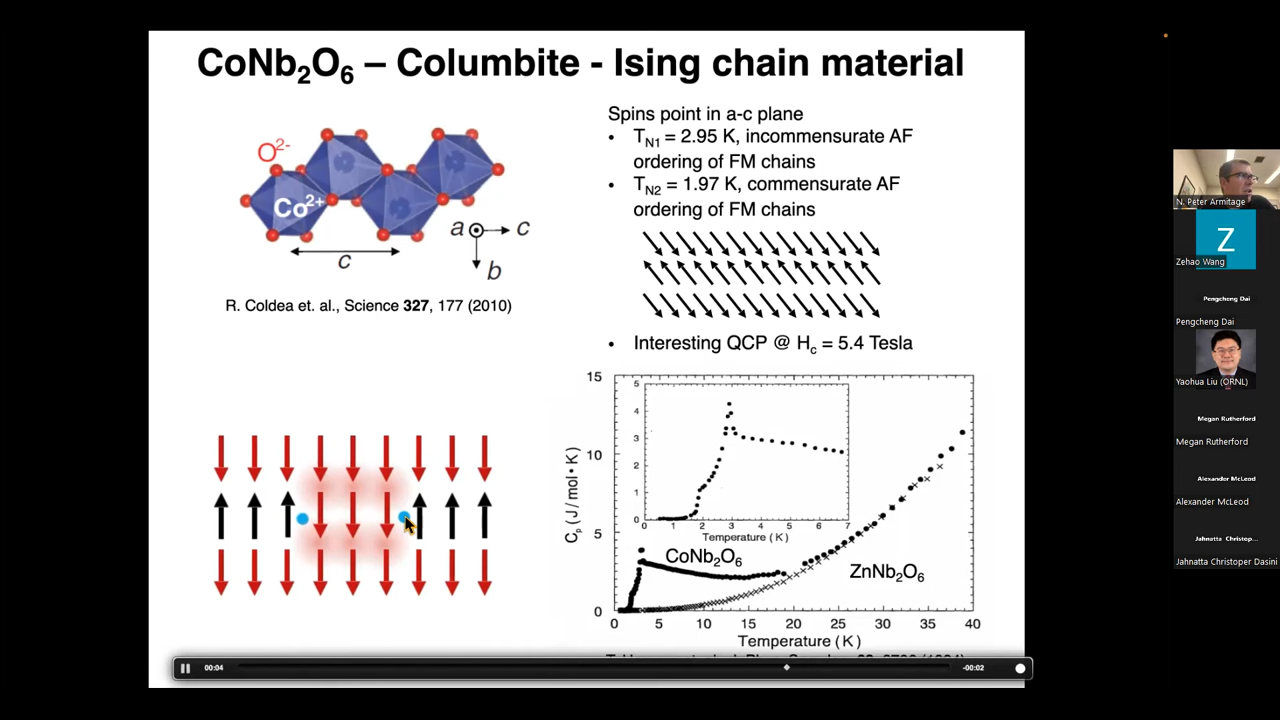 CoNb2O6 – Columbite - Ising chain material
O2-
Co2+
a
c
b
c
R. Coldea et. al., Science 327, 177 (2010)
Spins point in a-c plane
• TN1 = 2.95 K, incommensurate AF
ordering of FM chains
• TN2 = 1.97 K, commensurate AF
ordering of FM chains
• Interesting QCP @ Hc = 5.4 Tesla
15
10
5
0
Cp (J / mol • K)
5
4
3
2
1
0
0 1 2 3 4 5 6 7
Temperature ( K )
CoNb2O6
ZnNb2O6
0 5 10 15 20 25 30 35 40
Temperature ( K )
00:04
-00:02
N. Peter Armitage
Z
Zehao Wang
Pengcheng Dai
Pengcheng Dai
Yaohua Liu (ORNL)
Megan Rutherford
Megan Rutherford
Alexander McLeod
Alexander McLeod
Jahnatta Christop...
Jahnatta Christoper Dasini